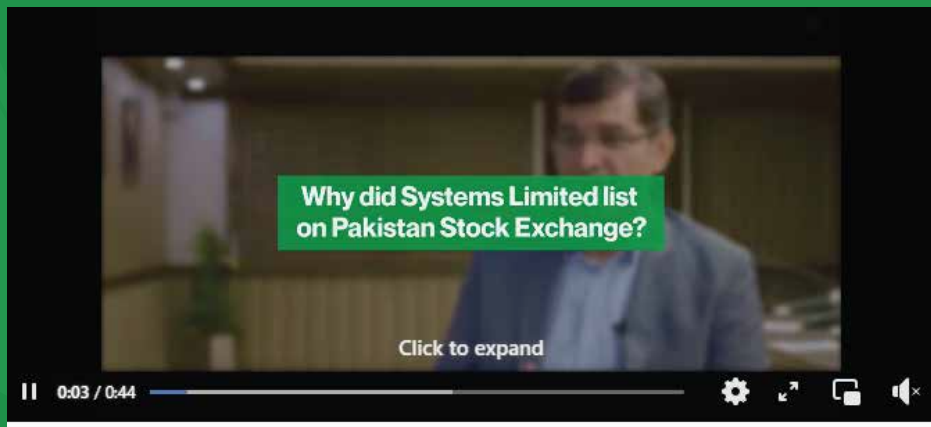 Why did Systems Limited list
on Pakistan Stock Exchange?
Click to expand
0:03 / 0:44